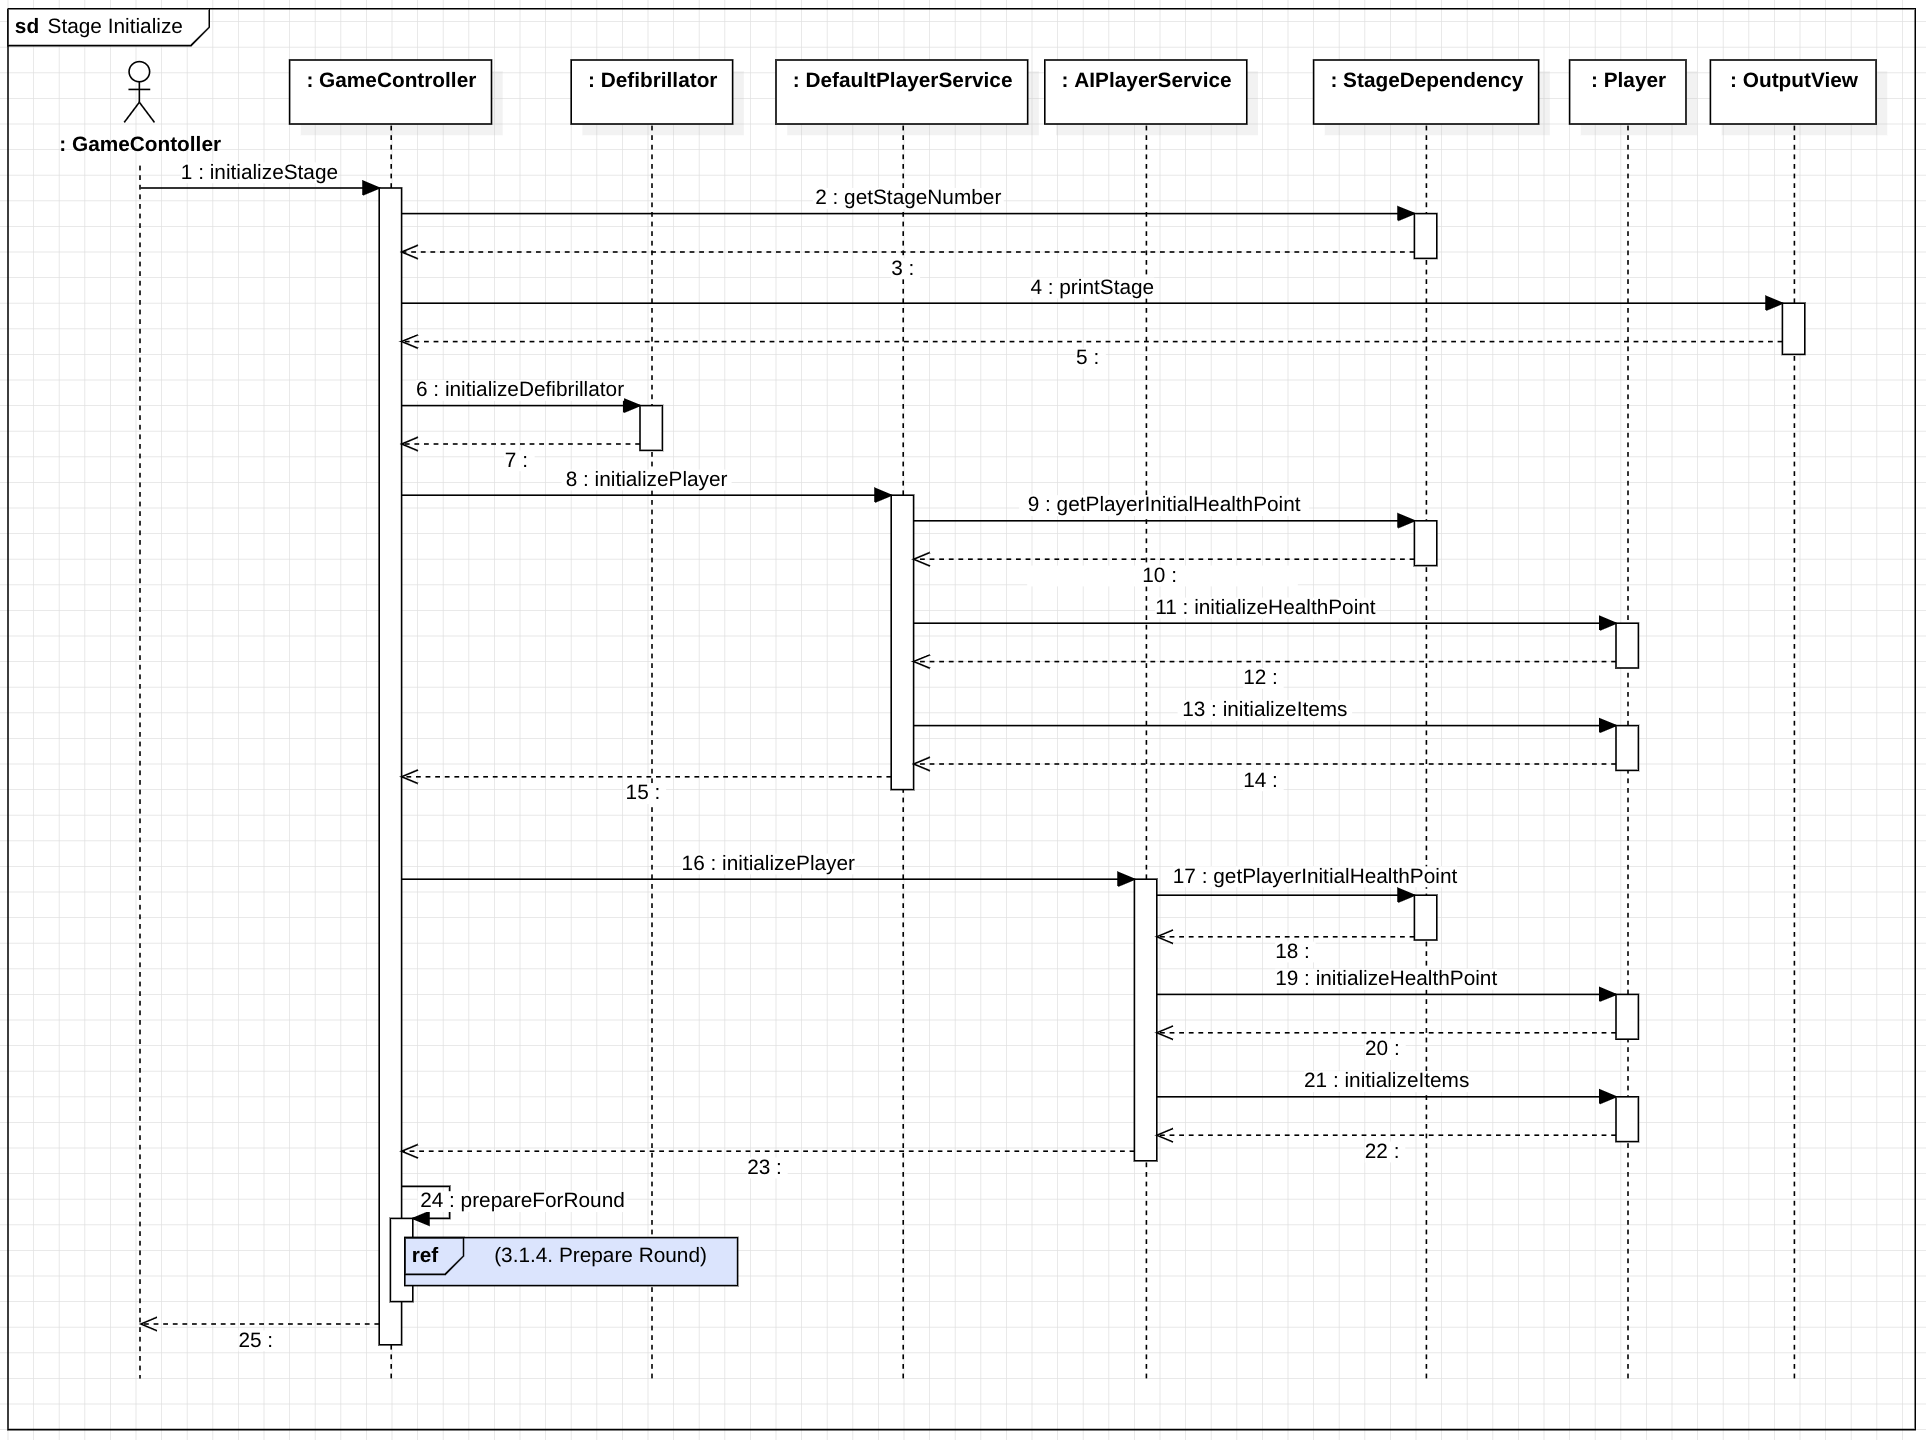 sd Stage Initialize
: GameContoller
: GameController
: Defibrillator
: DefaultPlayerService
: AIPlayerService
: StageDependency
: Player
: OutputView
1 : initializeStage
2 : getStageNumber
3 :
4 : printStage
5 :
6 : initializeDefibrillator
7 :
8 : initializePlayer
9 : getPlayerInitialHealthPoint
10 :
11 : initializeHealthPoint
12 :
13 : initializeItems
14 :
15 :
16 : initializePlayer
17 : getPlayerInitialHealthPoint
18 :
19 : initializeHealthPoint
20 :
21 : initializeItems
22 :
23 :
24 : prepareForRound
ref (3.1.4. Prepare Round)
25 :